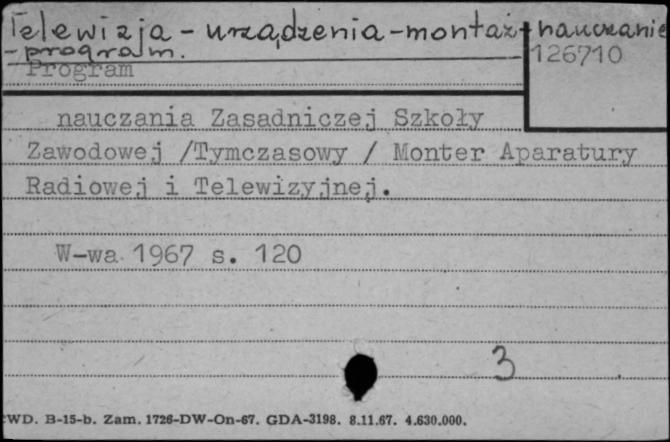 Telewizja - urządzenia - montaż - nauczanie
- program.
126710
Program
nauczania Zasadniczej Szkoły
Zawodowej /Tymczasowy / Monter Aparatury
Radiowej i Telewizyjnej.
W-wa 1967 s. 120
3
WD. B-15-b. Zam. 1726-DW-On-67. GDA-3198. 8.11.67. 4.630.000.